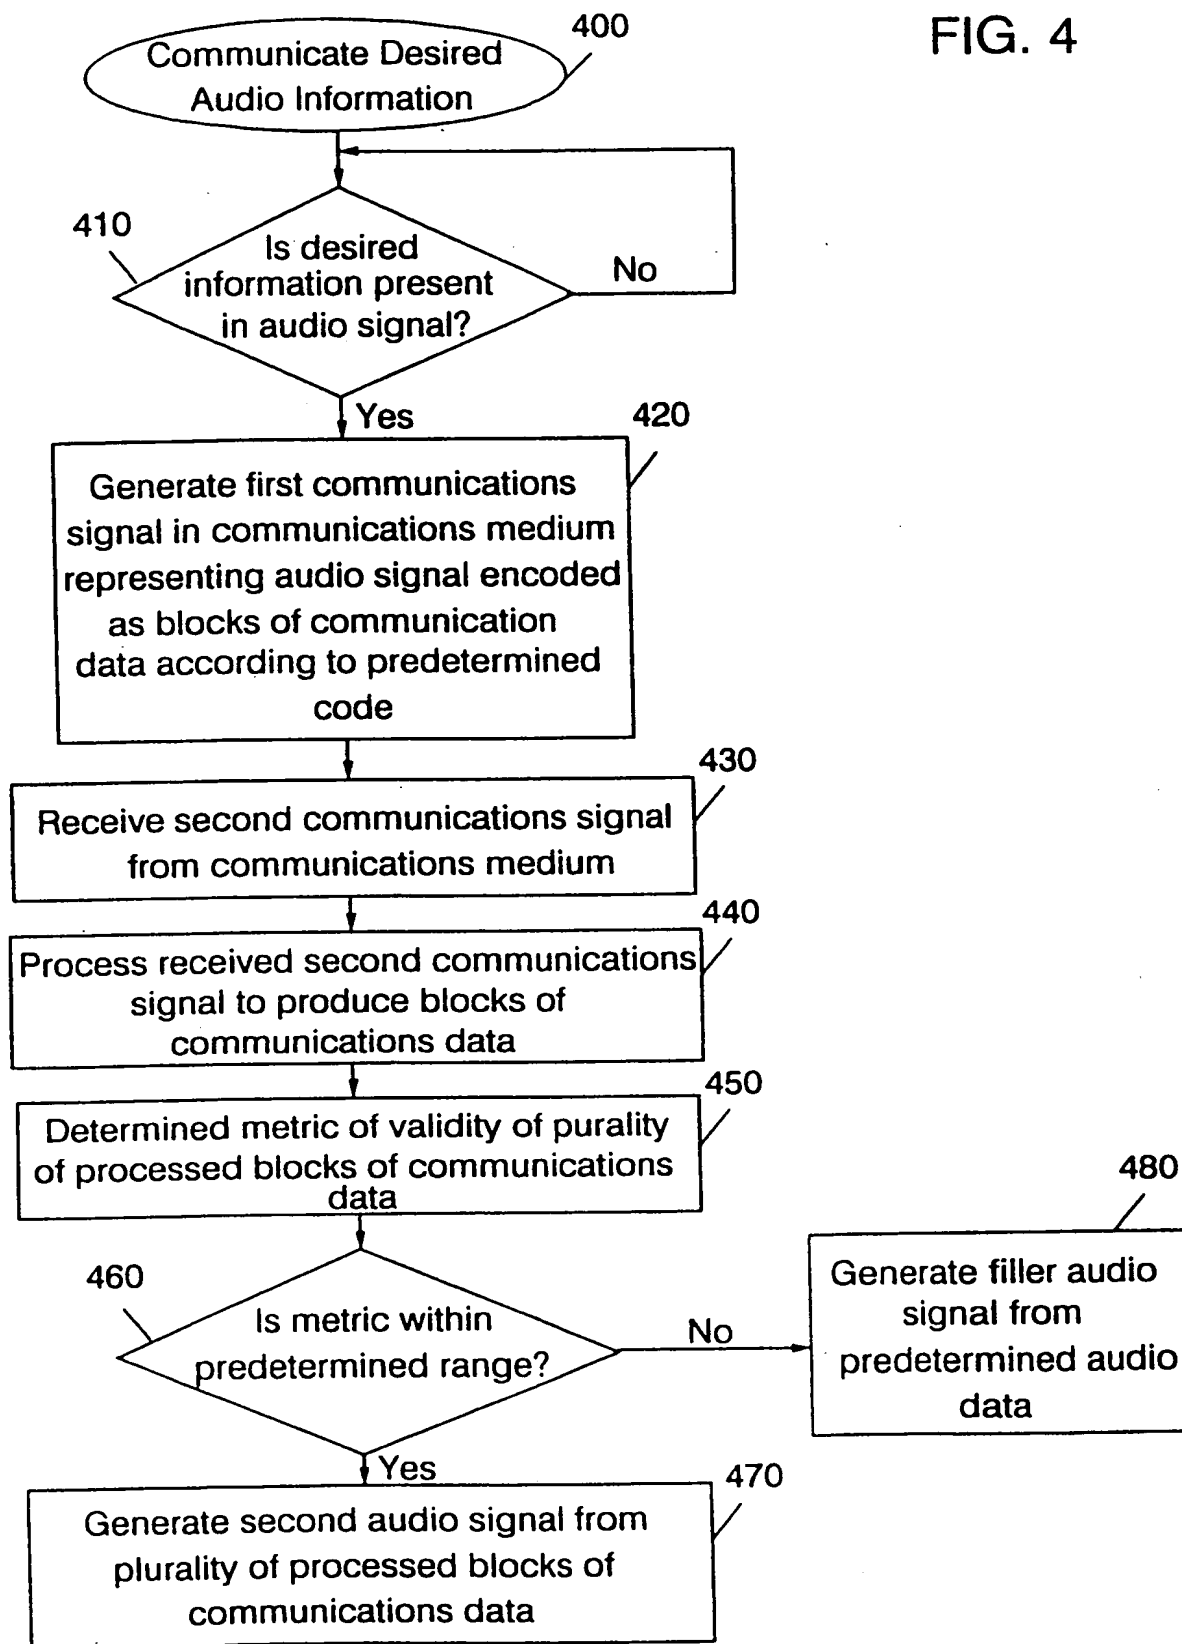 FIG. 4
400
Communicate Desired
Audio Information
410
Is desired
information present
in audio signal?
No
Yes
420
Generate first communications
signal in communications medium
representing audio signal encoded
as blocks of communication
data according to predetermined
code
430
Receive second communications signal
from communications medium
440
Process received second communications
signal to produce blocks of
communications data
450
Determined metric of validity of purality
of processed blocks of communications
data
460
Is metric within
predetermined range?
No
480
Generate filler audio
signal from
predetermined audio
data
Yes
470
Generate second audio signal from
plurality of processed blocks of
communications data